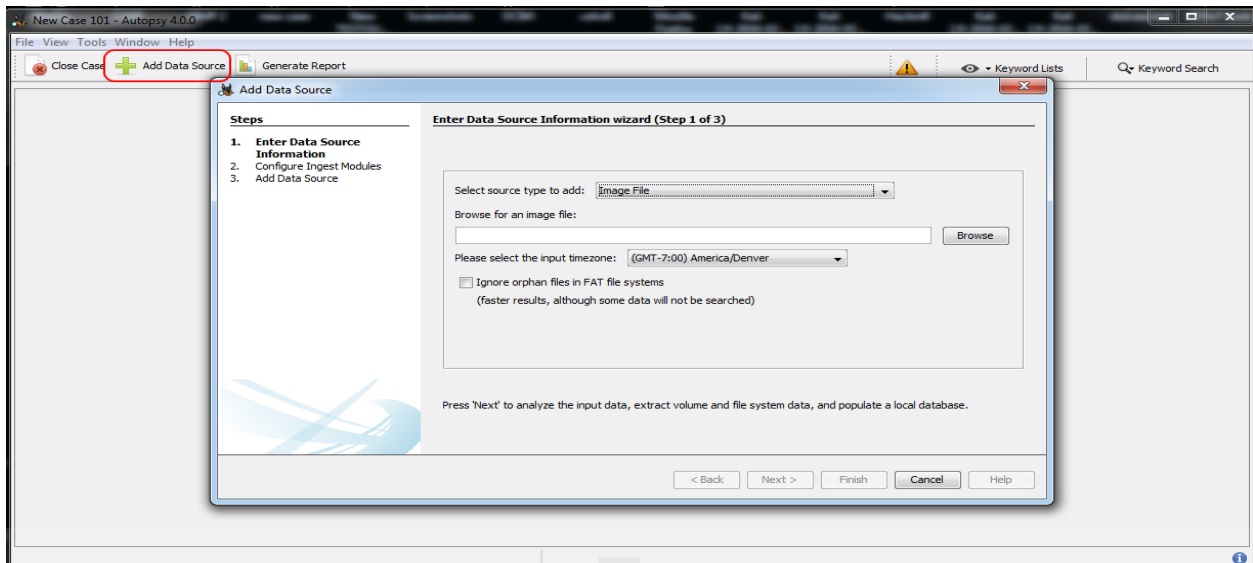 New Case 101 - Autopsy 4.0.0
File View Tools Window Help
Close Case Add Data Source Generate Report Keyword Lists Keyword Search
Add Data Source
Steps
1. Enter Data Source
Information
2. Configure Ingest Modules
3. Add Data Source
Enter Data Source Information wizard (Step 1 of 3)
Select source type to add: Image File
Browse for an image file:
Browse
Please select the input timezone: (GMT-7:00) America/Denver
Ignore orphan files in FAT file systems
(faster results, although some data will not be searched)
Press 'Next' to analyze the input data, extract volume and file system data, and populate a local database.
< Back Next > Finish Cancel Help